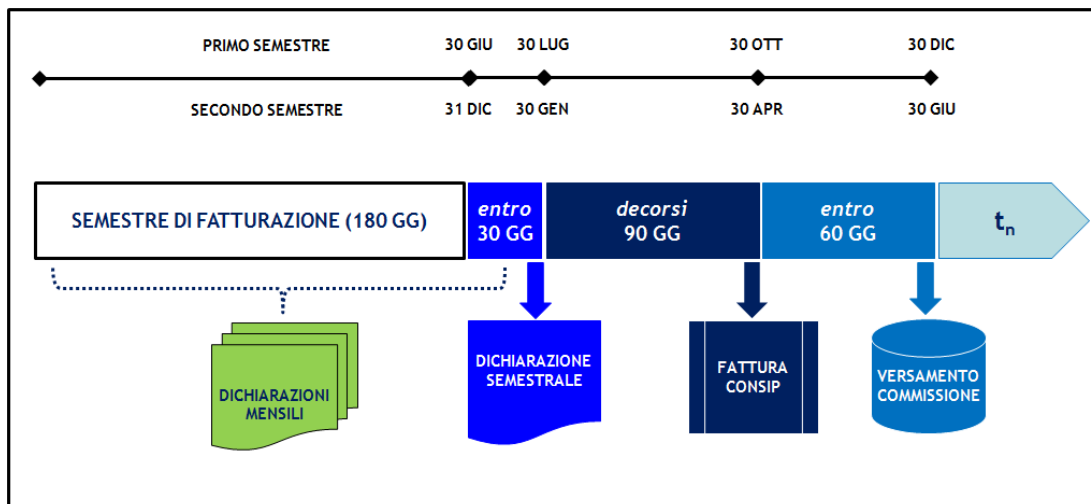 PRIMO SEMESTRE 30 GIU 30 LUG 30 OTT 30 DIC
SECONDO SEMESTRE 31 DIC 30 GEN 30 APR 30 GIU
SEMESTRE DI FATTURAZIONE (180 GG)
entro
30 GG
decorsi
90 GG
entro
60 GG
tn
DICHIARAZIONI
MENSILI
DICHIARAZIONE
SEMESTRALE
FATTURA
CONSIP
VERSAMENTO
COMMISSIONE